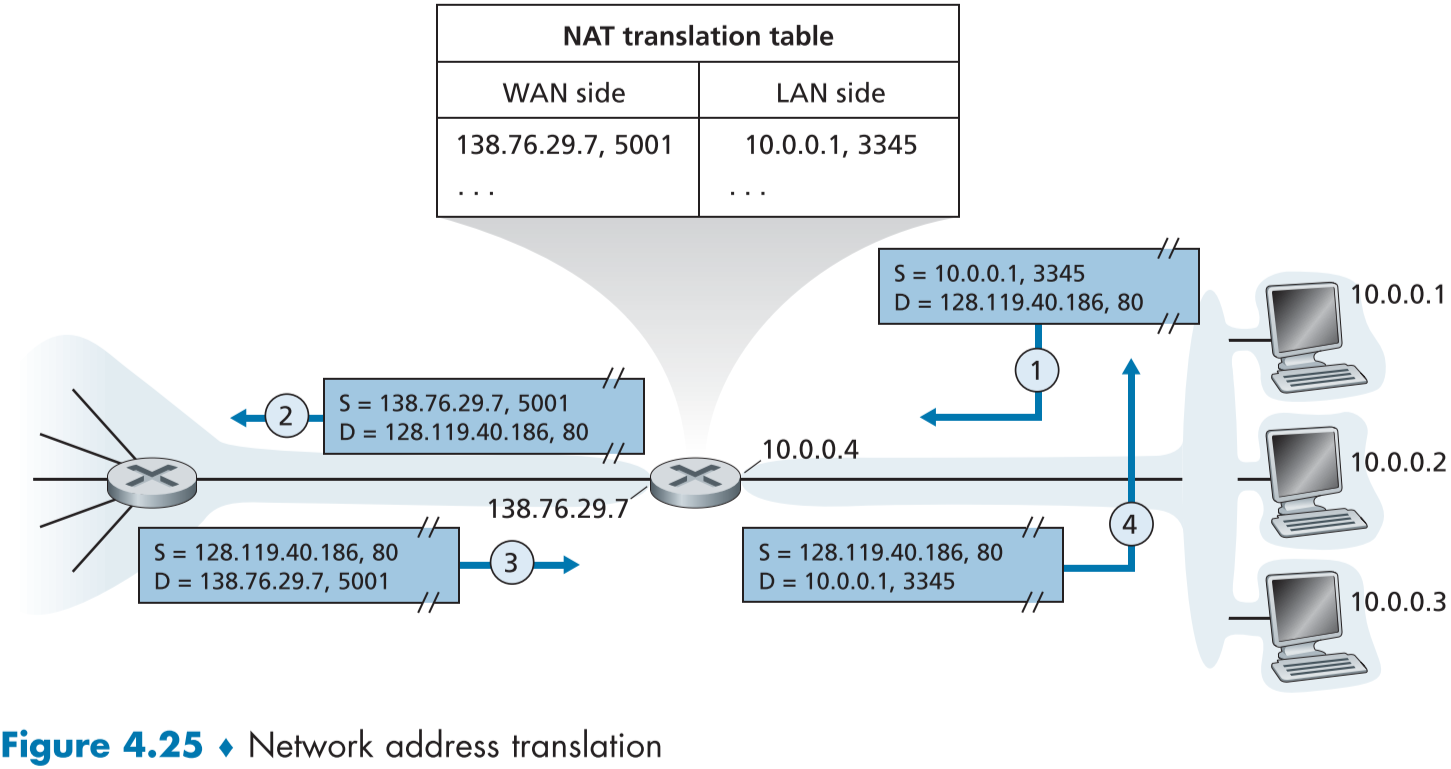 NAT translation table
WAN side LAN side
138.76.29.7, 5001 10.0.0.1, 3345
. . . . . .
S = 10.0.0.1, 3345
D = 128.119.40.186, 80
10.0.0.1
1
S = 138.76.29.7, 5001
D = 128.119.40.186, 80
2
10.0.0.4
10.0.0.2
138.76.29.7
4
S = 128.119.40.186, 80
D = 138.76.29.7, 5001
3
S = 128.119.40.186, 80
D = 10.0.0.1, 3345
10.0.0.3
Figure 4.25 ♦ Network address translation